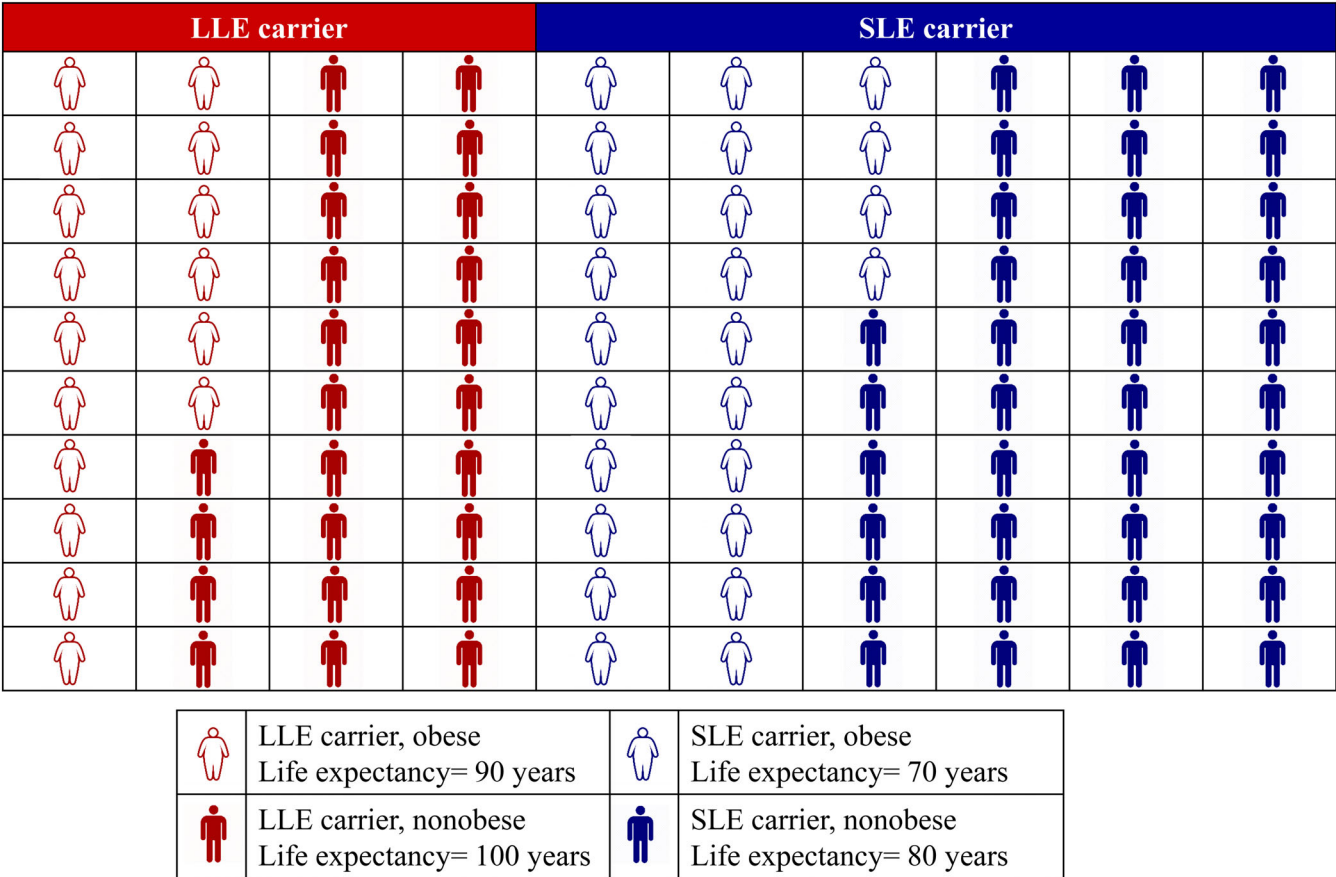 LLE carrier
SLE carrier
LLE carrier, obese
Life expectancy= 90 years
SLE carrier, obese
Life expectancy= 70 years
LLE carrier, nonobese
Life expectancy= 100 years
SLE carrier, nonobese
Life expectancy= 80 years